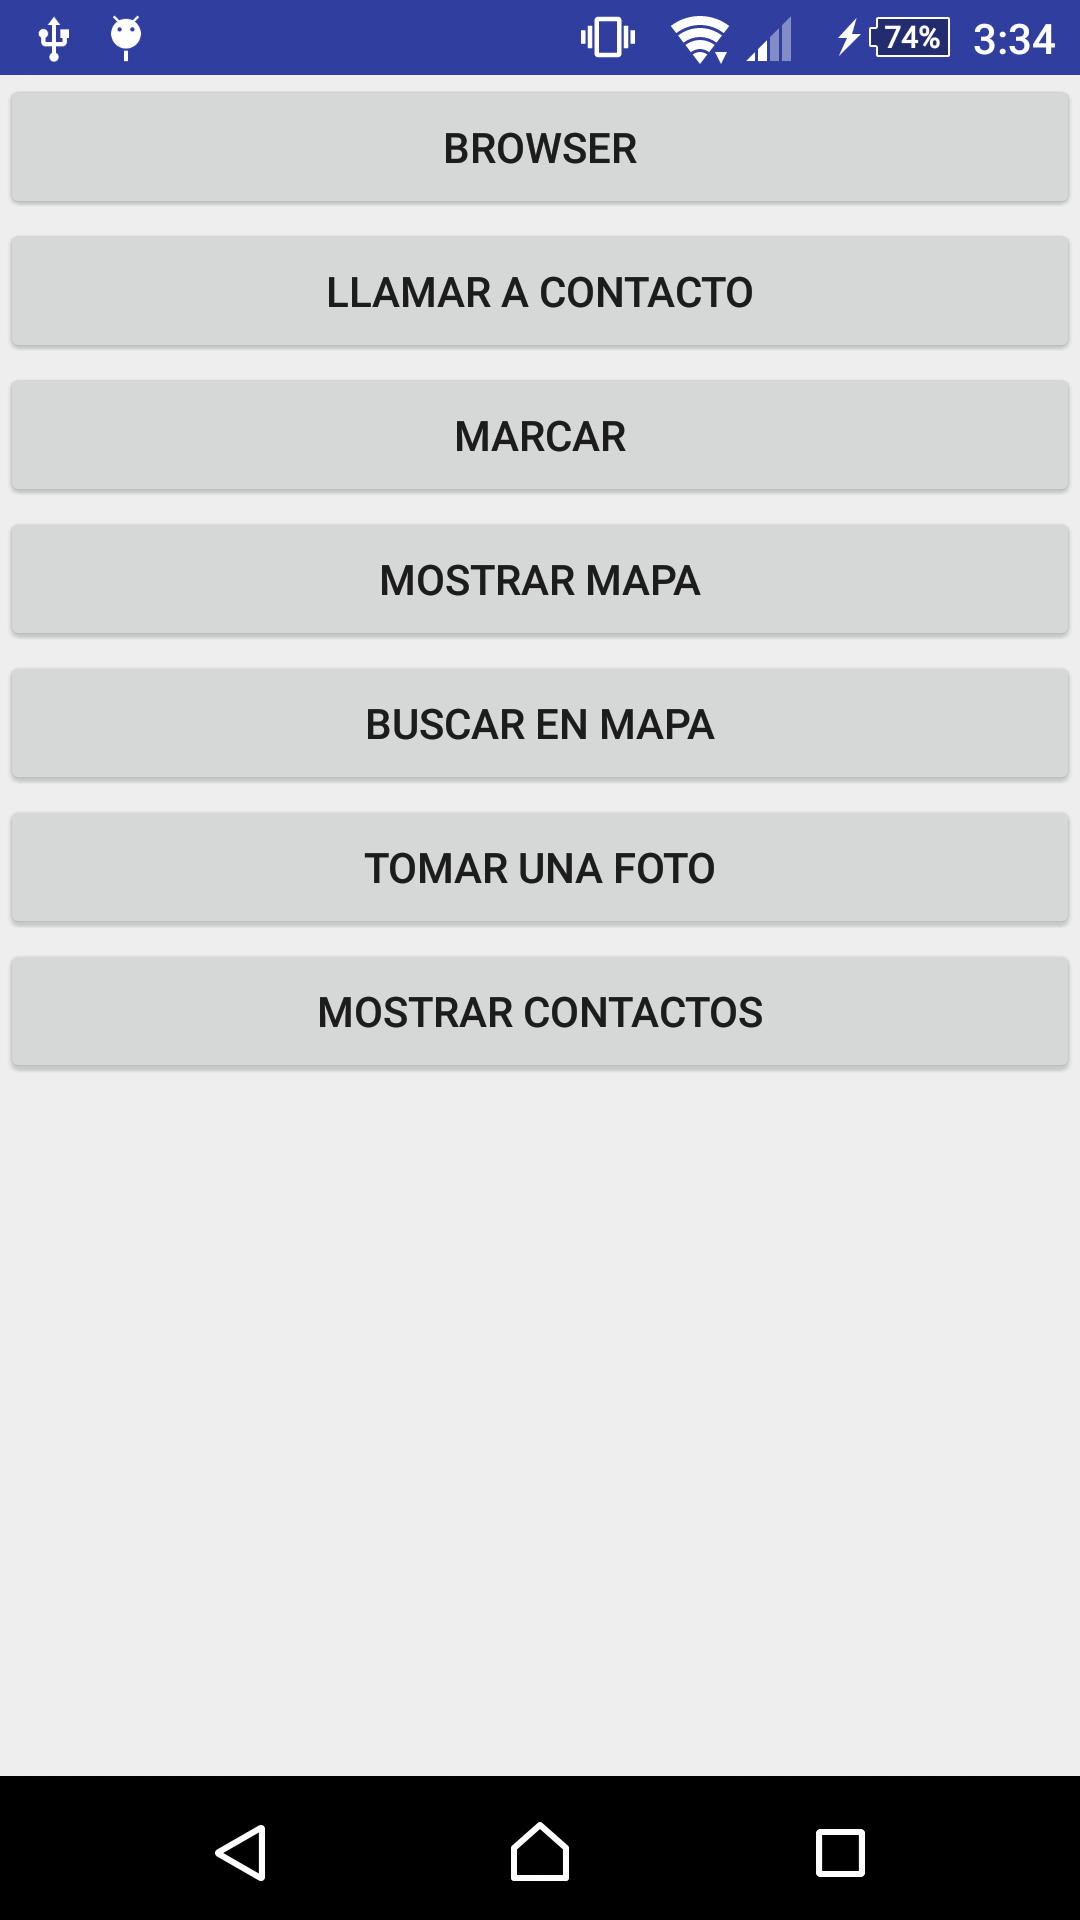 74% 3:34
BROWSER
LLAMAR A CONTACTO
MARCAR
MOSTRAR MAPA
BUSCAR EN MAPA
TOMAR UNA FOTO
MOSTRAR CONTACTOS